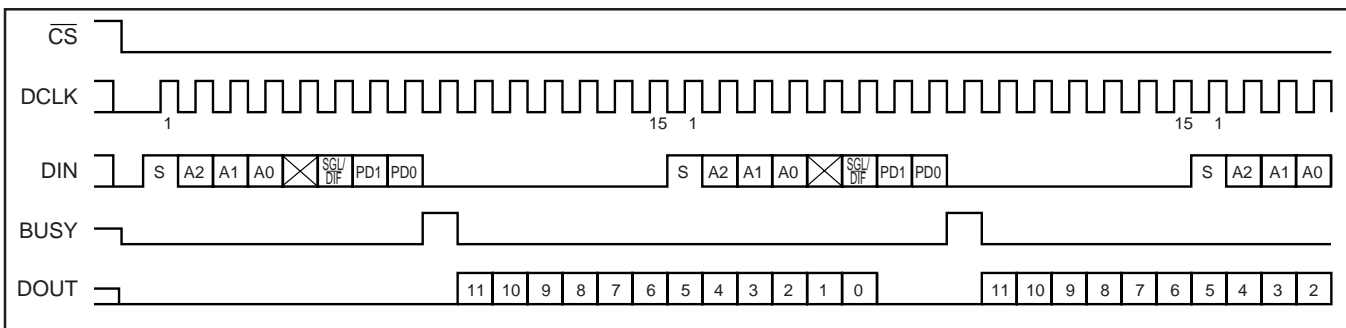 CS
DCLK
1 15 1 15 1
DIN S A2 A1 A0 SGL/DIF PD1 PD0 S A2 A1 A0 SGL/DIF PD1 PD0 S A2 A1 A0
BUSY
DOUT 11 10 9 8 7 6 5 4 3 2 1 0 11 10 9 8 7 6 5 4 3 2